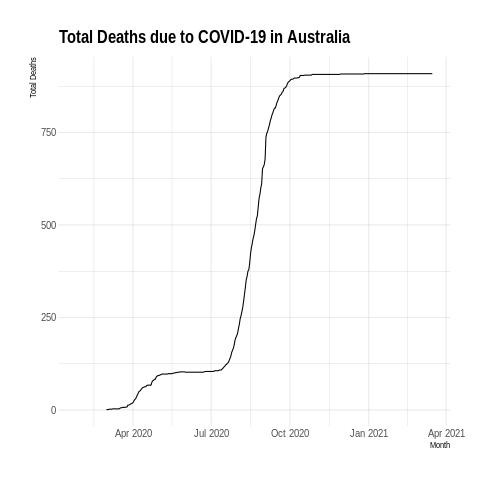 Total Deaths due to COVID-19 in Australia
Total Deaths
750
500
250
0
Apr 2020 Jul 2020 Oct 2020 Jan 2021 Apr 2021
Month